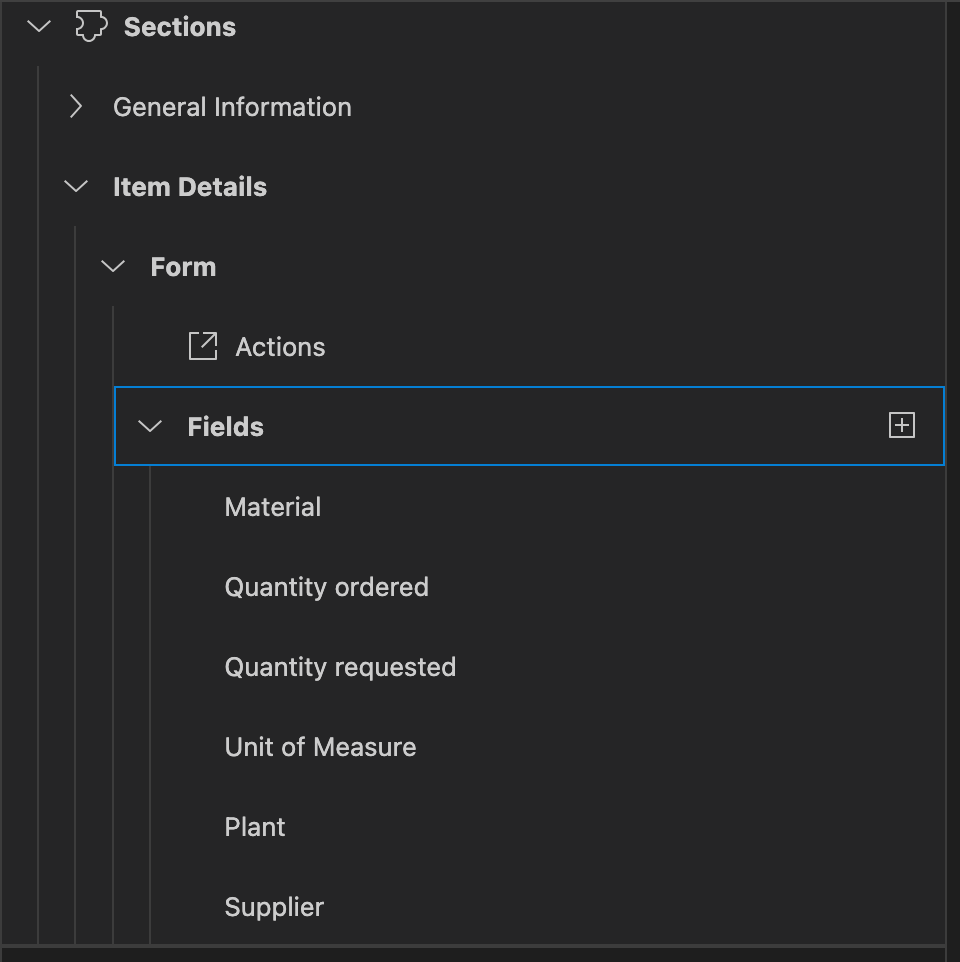 Sections
General Information
Item Details
Form
Actions
Fields
Material
Quantity ordered
Quantity requested
Unit of Measure
Plant
Supplier